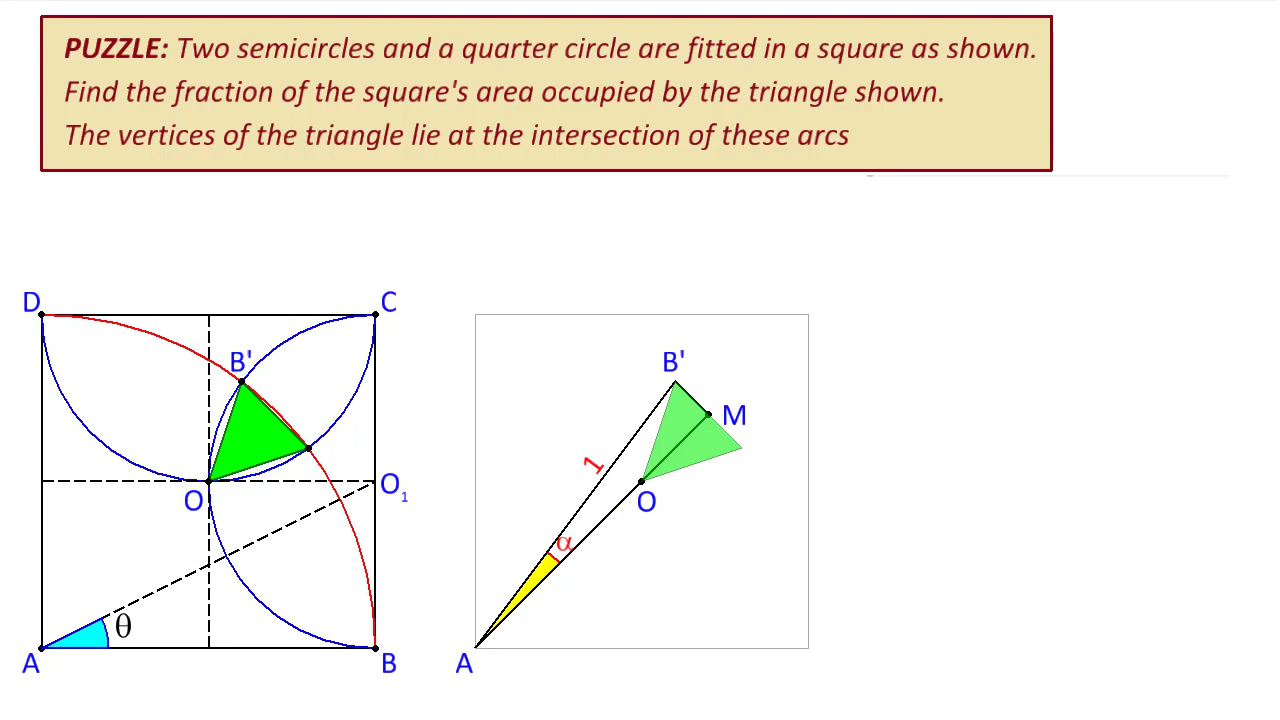 PUZZLE: Two semicircles and a quarter circle are fitted in a square as shown.
Find the fraction of the square's area occupied by the triangle shown.
The vertices of the triangle lie at the intersection of these arcs
D
C
B'
O
O₁
θ
A
B
B'
M
1
O
α
A